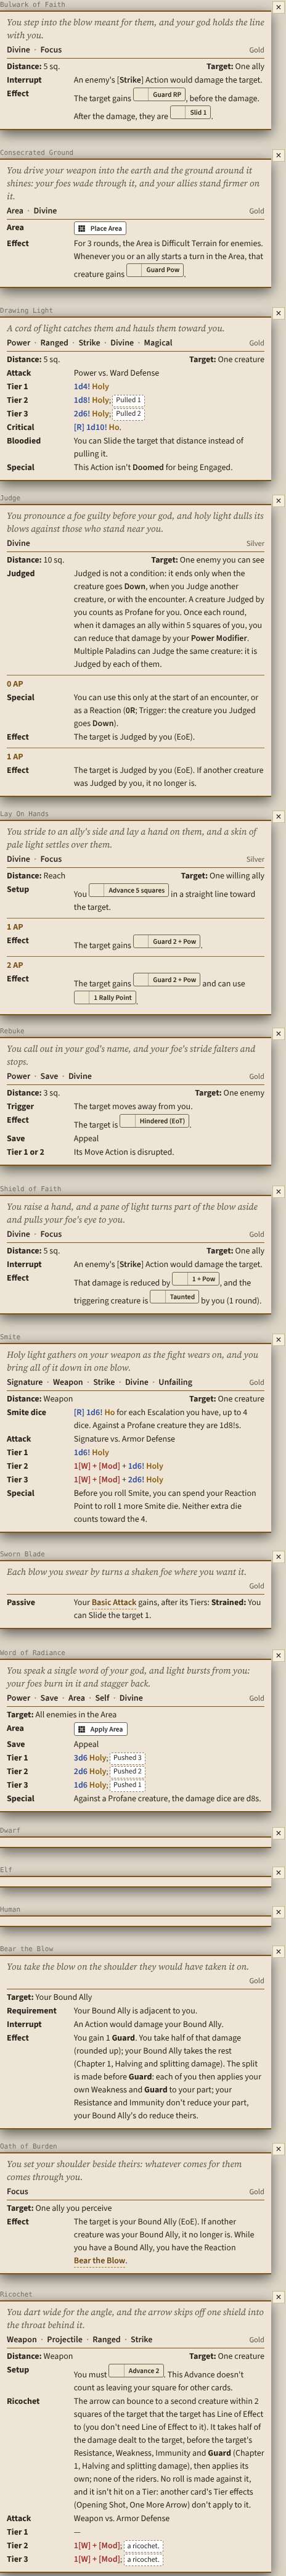 Bulwark of Faith
You step into the blow meant for them, and your god holds the line
with you.
Divine · Focus Gold
Distance: 5 sq. Target: One ally
Interrupt An enemy's [Strike] Action would damage the target.
Effect The target gains Guard RP, before the damage.
After the damage, they are Slid 1.
Consecrated Ground
You drive your weapon into the earth and the ground around it
shines: your foes wade through it, and your allies stand firmer on
it.
Area · Divine Gold
Area Place Area
Effect For 3 rounds, the Area is Difficult Terrain for enemies.
Whenever you or an ally starts a turn in the Area, that
creature gains Guard Pow.
Drawing Light
A cord of light catches them and hauls them toward you.
Power · Ranged · Strike · Divine · Magical Gold
Distance: 5 sq. Target: One creature
Attack Power vs. Ward Defense
Tier 1 1d4! Holy
Tier 2 1d8! Holy; Pulled 1
Tier 3 2d6! Holy; Pulled 2
Critical [R] 1d10! Ho.
Bloodied You can Slide the target that distance instead of
pulling it.
Special This Action isn't Doomed for being Engaged.
Judge
You pronounce a foe guilty before your god, and holy light dulls its
blows against those who stand near you.
Divine Silver
Distance: 10 sq. Target: One enemy you can see
Judged Judged is not a condition: it ends only when the
creature goes Down, when you Judge another
creature, or with the encounter. A creature Judged by
you counts as Profane for you. Once each round,
when it damages an ally within 5 squares of you, you
can reduce that damage by your Power Modifier.
Multiple Paladins can Judge the same creature: it is
Judged by each of them.
0 AP
Special You can use this only at the start of an encounter, or
as a Reaction (0R; Trigger: the creature you Judged
goes Down).
Effect The target is Judged by you (EoE).
1 AP
Effect The target is Judged by you (EoE). If another creature
was Judged by you, it no longer is.
Lay On Hands
You stride to an ally's side and lay a hand on them, and a skin of
pale light settles over them.
Divine · Focus Silver
Distance: Reach Target: One willing ally
Setup You Advance 5 squares in a straight line toward
the target.
1 AP
Effect The target gains Guard 2 + Pow.
2 AP
Effect The target gains Guard 2 + Pow and can use
1 Rally Point.
Rebuke
You call out in your god's name, and your foe's stride falters and
stops.
Power · Save · Divine Gold
Distance: 3 sq. Target: One enemy
Trigger The target moves away from you.
Effect The target is Hindered (EoT).
Save Appeal
Tier 1 or 2 Its Move Action is disrupted.
Shield of Faith
You raise a hand, and a pane of light turns part of the blow aside
and pulls your foe's eye to you.
Divine · Focus Gold
Distance: 5 sq. Target: One ally
Interrupt An enemy's [Strike] Action would damage the target.
Effect That damage is reduced by 1 + Pow, and the
triggering creature is Taunted by you (1 round).
Smite
Holy light gathers on your weapon as the fight wears on, and you
bring all of it down in one blow.
Signature · Weapon · Strike · Divine · Unfailing Gold
Distance: Weapon Target: One creature
Smite dice [R] 1d6! Ho for each Escalation you have, up to 4
dice. Against a Profane creature they are 1d8!s.
Attack Signature vs. Armor Defense
Tier 1 1d6! Holy
Tier 2 1[W] + [Mod] + 1d6! Holy
Tier 3 1[W] + [Mod] + 2d6! Holy
Special Before you roll Smite, you can spend your Reaction
Point to roll 1 more Smite die. Neither extra die
counts toward the 4.
Sworn Blade
Each blow you swear by turns a shaken foe where you want it.
Gold
Passive Your Basic Attack gains, after its Tiers: Strained: You
can Slide the target 1.
Word of Radiance
You speak a single word of your god, and light bursts from you:
your foes burn in it and stagger back.
Power · Save · Area · Self · Divine Gold
Target: All enemies in the Area
Area Apply Area
Save Appeal
Tier 1 3d6 Holy; Pushed 3
Tier 2 2d6 Holy; Pushed 2
Tier 3 1d6 Holy; Pushed 1
Special Against a Profane creature, the damage dice are d8s.
Dwarf
Elf
Human
Bear the Blow
You take the blow on the shoulder they would have taken it on.
Gold
Target: Your Bound Ally
Requirement Your Bound Ally is adjacent to you.
Interrupt An Action would damage your Bound Ally.
Effect You gain 1 Guard. You take half of that damage
(rounded up); your Bound Ally takes the rest
(Chapter 1, Halving and splitting damage). The split
is made before Guard: each of you then applies your
own Weakness and Guard to your part; your
Resistance and Immunity don't reduce your part,
your Bound Ally's do reduce theirs.
Oath of Burden
You set your shoulder beside theirs: whatever comes for them
comes through you.
Focus Gold
Target: One ally you perceive
Effect The target is your Bound Ally (EoE). If another
creature was your Bound Ally, it no longer is. While
you have a Bound Ally, you have the Reaction
Bear the Blow.
Ricochet
You dart wide for the angle, and the arrow skips off one shield into
the throat behind it.
Weapon · Projectile · Ranged · Strike Gold
Distance: Weapon Target: One creature
Setup You must Advance 2. This Advance doesn't
count as leaving your square for other cards.
Ricochet The arrow can bounce to a second creature within 2
squares of the target that the target has Line of Effect
to (you don't need Line of Effect to it). It takes half of
the damage dealt to the target, before the target's
Resistance, Weakness, Immunity and Guard (Chapter
1, Halving and splitting damage), then applies its
own; none of the riders. No roll is made against it,
and it isn't hit on a Tier: another card's Tier effects
(Opening Shot, One More Arrow) don't apply to it.
Attack Weapon vs. Armor Defense
Tier 1 —
Tier 2 1[W] + [Mod]; a ricochet.
Tier 3 1[W] + [Mod]; a ricochet.